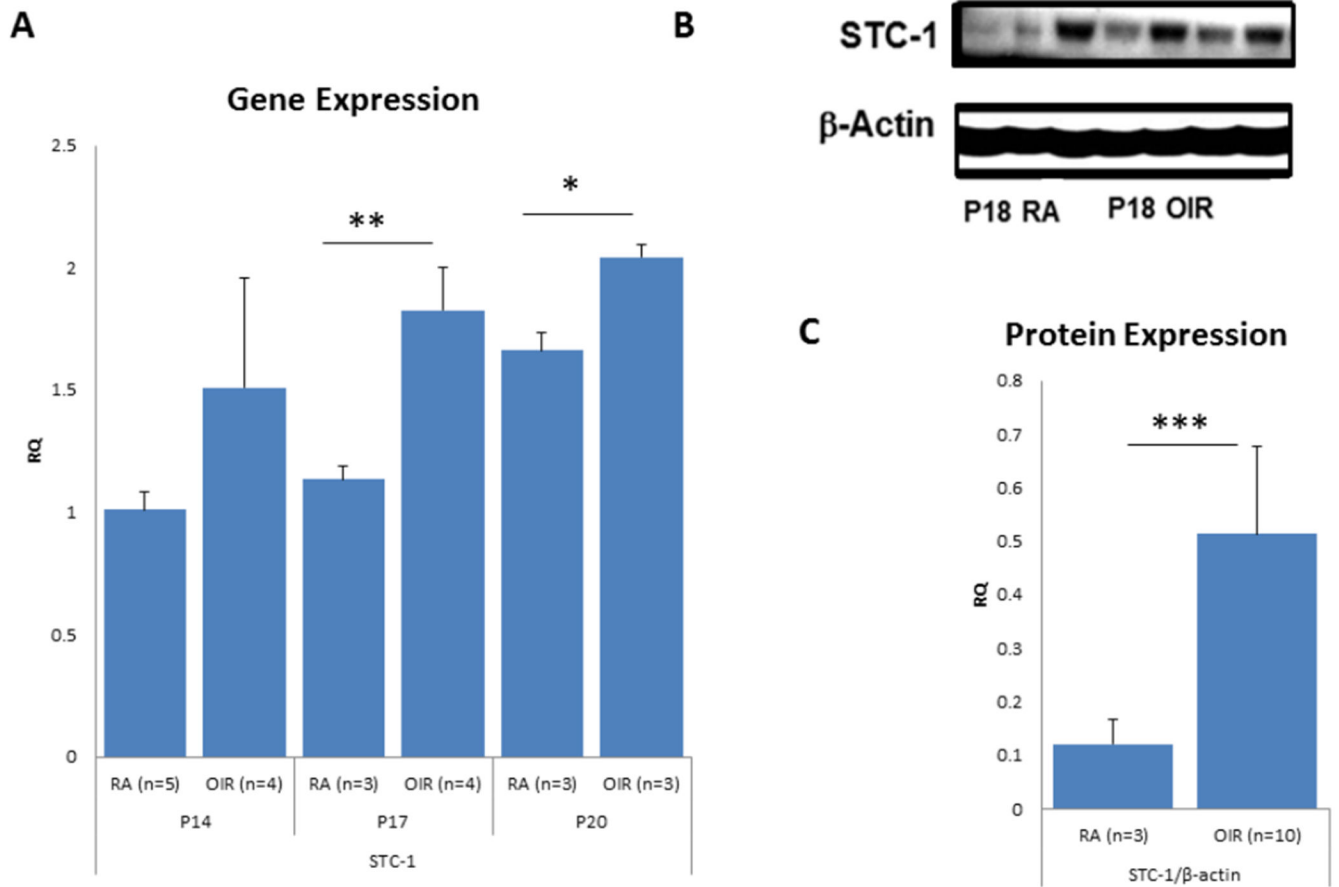 A
Gene Expression
2.5
2
1.5
1
0.5
0
RQ
**
*
RA (n=5) OIR (n=4) RA (n=3) OIR (n=4) RA (n=3) OIR (n=3)
P14 P17 P20
STC-1
B
STC-1
β-Actin
P18 RA P18 OIR
C
Protein Expression
0.8
0.7
0.6
0.5
0.4
0.3
0.2
0.1
0
RQ
***
RA (n=3) OIR (n=10)
STC-1/β-actin